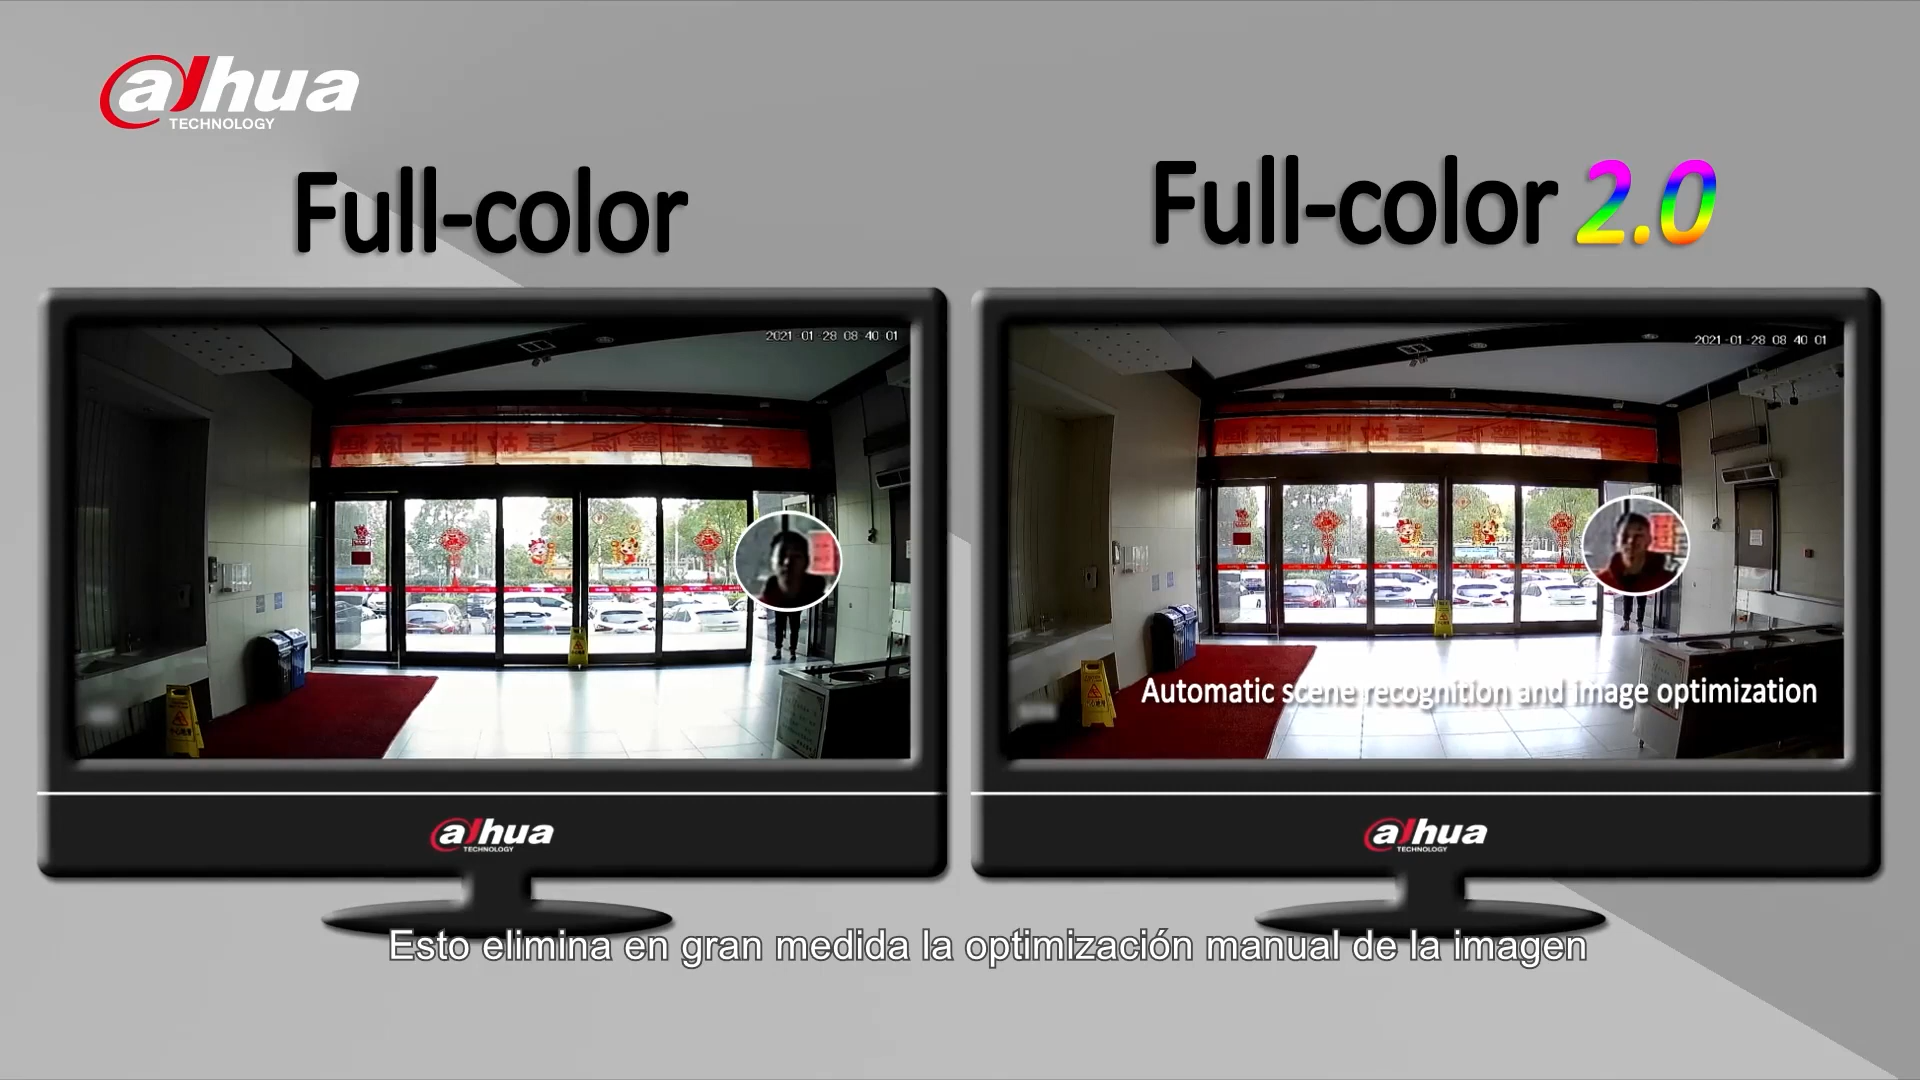 alhua
TECHNOLOGY
Full-color
Full-color 2.0
2021-01-28 08 40 01
2021-01-28 08 40 01
Automatic scene recognition and image optimization
alhua
TECHNOLOGY
alhua
TECHNOLOGY
Esto elimina en gran medida la optimización manual de la imagen